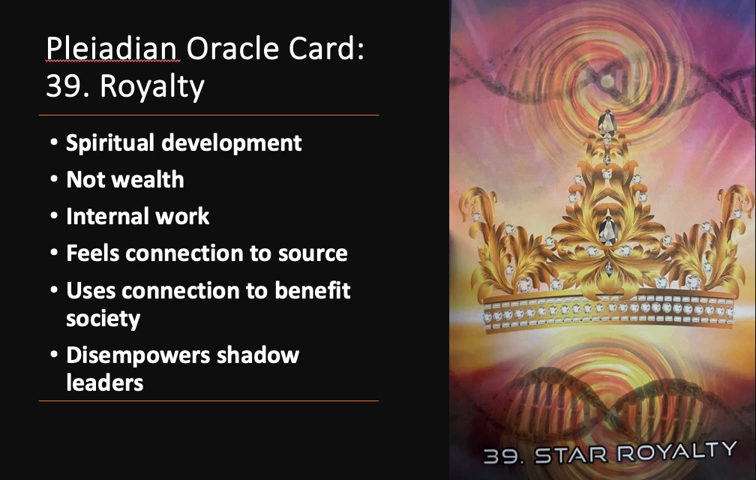 Pleiadian Oracle Card:
39. Royalty
• Spiritual development
• Not wealth
• Internal work
• Feels connection to source
• Uses connection to benefit
society
• Disempowers shadow
leaders
39. STAR ROYALTY